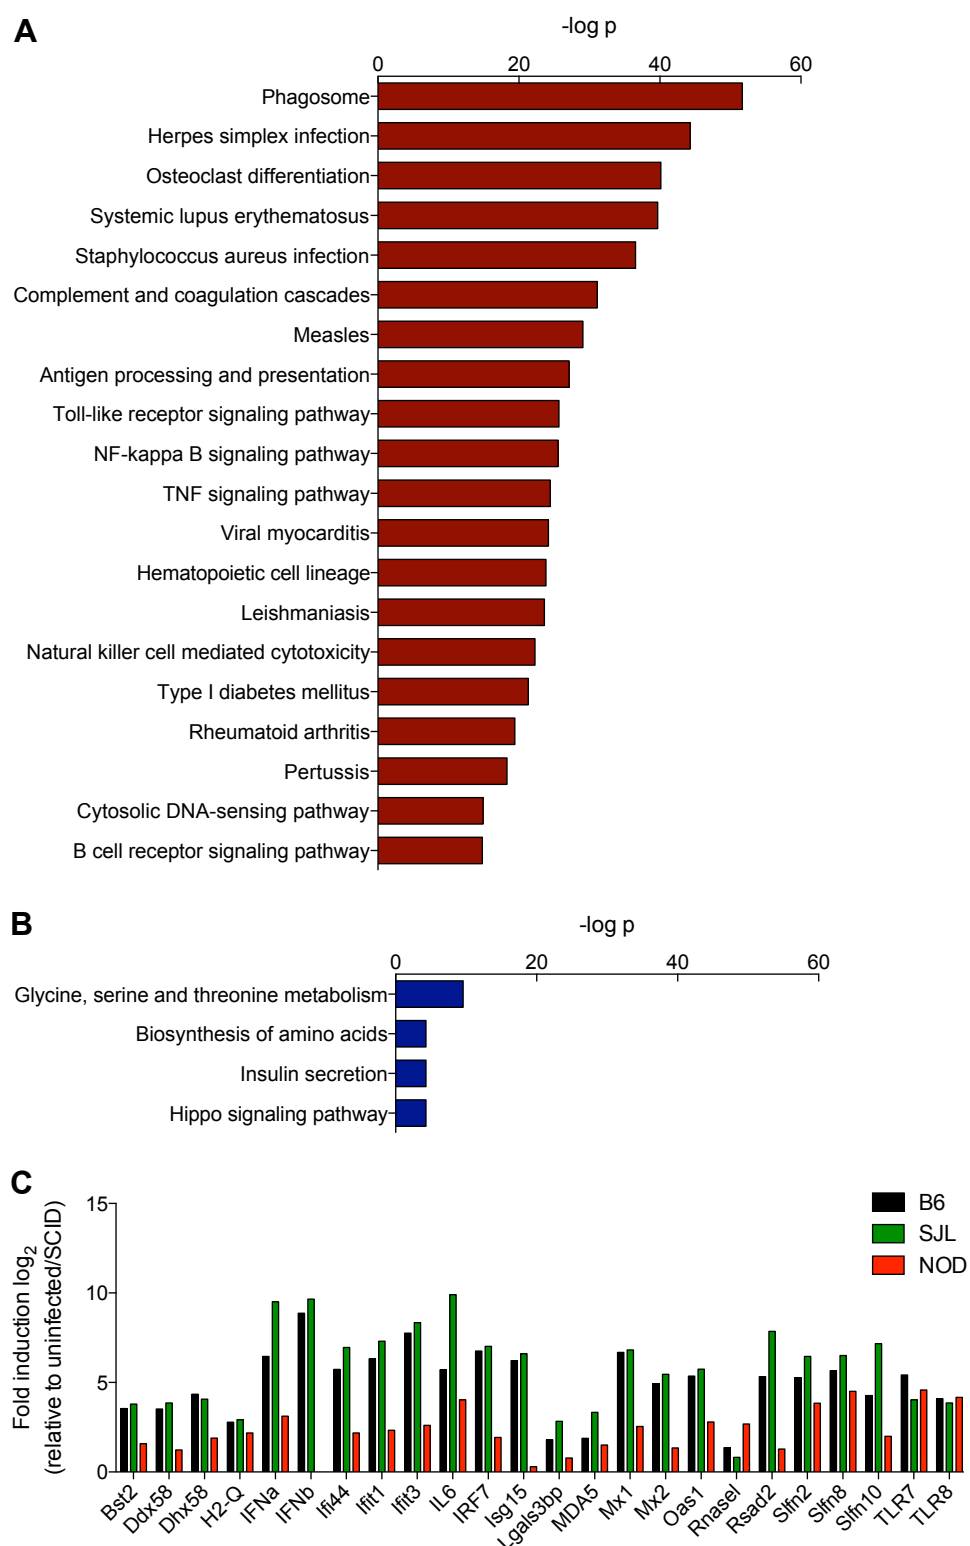 A
-log p
0 20 40 60
Phagosome
Herpes simplex infection
Osteoclast differentiation
Systemic lupus erythematosus
Staphylococcus aureus infection
Complement and coagulation cascades
Measles
Antigen processing and presentation
Toll-like receptor signaling pathway
NF-kappa B signaling pathway
TNF signaling pathway
Viral myocarditis
Hematopoietic cell lineage
Leishmaniasis
Natural killer cell mediated cytotoxicity
Type I diabetes mellitus
Rheumatoid arthritis
Pertussis
Cytosolic DNA-sensing pathway
B cell receptor signaling pathway
B
-log p
0 20 40 60
Glycine, serine and threonine metabolism
Biosynthesis of amino acids
Insulin secretion
Hippo signaling pathway
C
Fold induction log2
(relative to uninfected/SCID)
15
10
5
0
B6
SJL
NOD
Bst2 Ddx58 Dhx58 H2-Q IFNa IFNb Ifi44 Ifit1 Ifit3 IL6 IRF7 Isg15 Lgals3bp MDA5 Mx1 Mx2 Oas1 Rnasel Rsad2 Slfn2 Slfn8 Slfn10 TLR7 TLR8